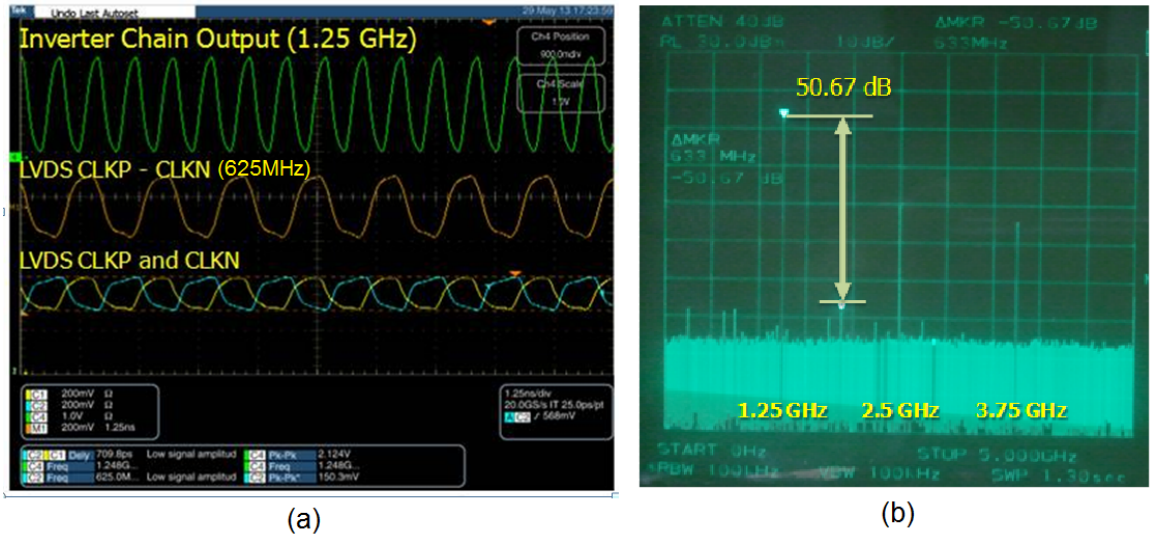 Tek
Undo Last Autoset
29 May 13 17:23:59
Inverter Chain Output (1.25 GHz)
Ch4 Position
900.0mdiv
Ch4 Scale
1.0V
LVDS CLKP - CLKN (625MHz)
LVDS CLKP and CLKN
C1 200mV Ω
C2 200mV Ω
C4 1.0V Ω
M1 200mV 1.25ns
1.25ns/div
20.0GS/s IT 25.0ps/pt
A C2 / 568mV
C2 C1 Dely 709.8ps Low signal amplitud
C4 Freq 1.248G...
C2 Freq 625.0M... Low signal amplitud
C4 Pk-Pk 2.124V
C4 Freq 1.248G...
C2 Pk-Pk* 150.3mV
(a)
ATTEN 40dB
ΔMKR -50.67dB
RL 30.0dBm
10dB/
633MHz
50.67 dB
ΔMKR
633 MHz
-50.67 dB
1.25 GHz
2.5 GHz
3.75 GHz
START 0Hz
STOP 5.000GHz
*RBW 100kHz
VBW 100kHz
SWP 1.30sec
(b)